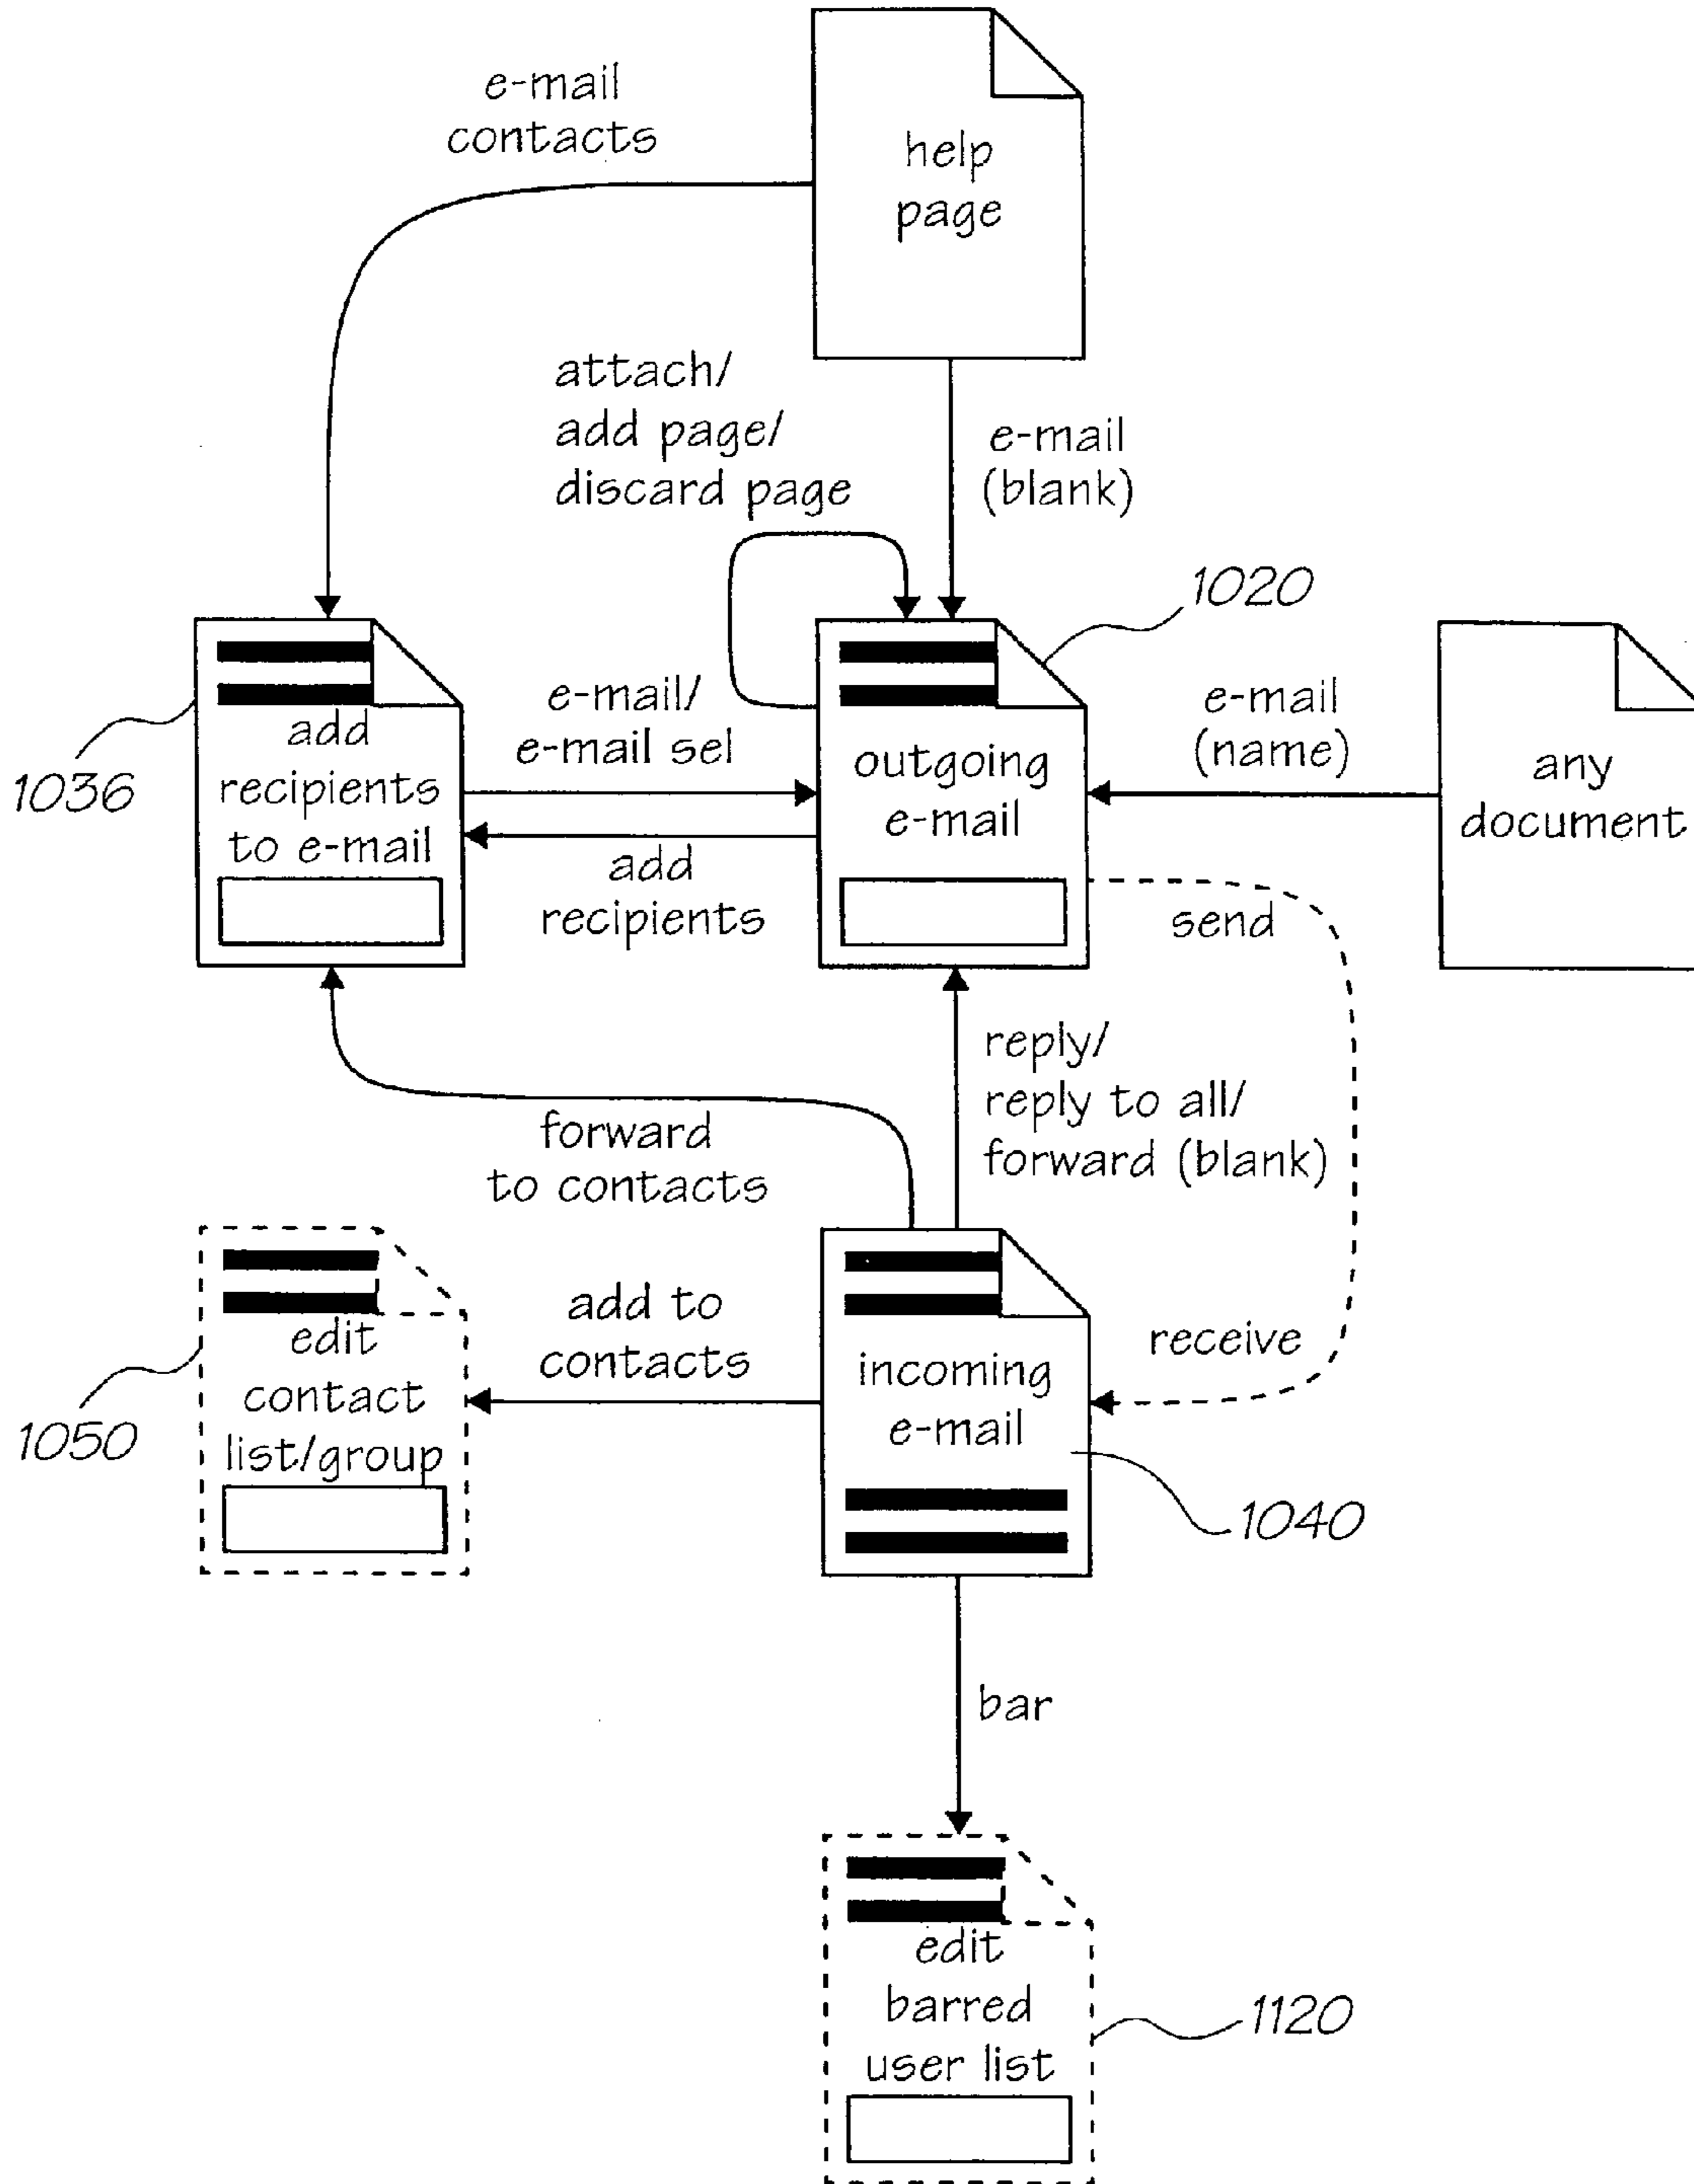 e-mail
contacts
help
page
attach/
add page/
discard page
e-mail
(blank)
1020
1036
add
recipients
to e-mail
e-mail/
e-mail sel
add
recipients
outgoing
e-mail
e-mail
(name)
any
document
send
reply/
reply to all/
forward (blank)
forward
to contacts
1050
edit
contact
list/group
add to
contacts
incoming
e-mail
receive
1040
bar
edit
barred
user list
1120